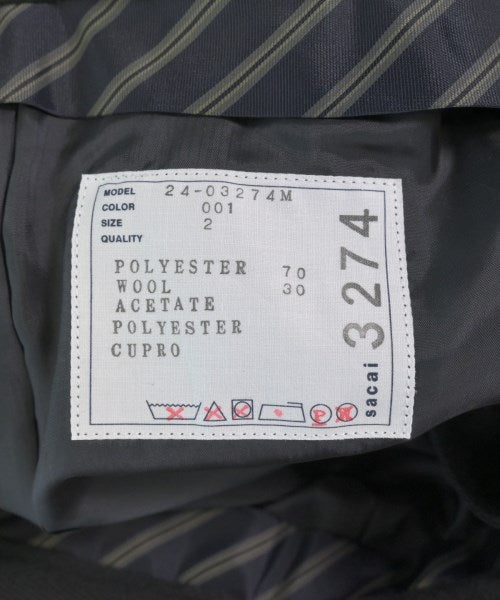 MODEL 24-03274M
COLOR 001
SIZE 2
QUALITY
POLYESTER 70
WOOL 30
ACETATE
POLYESTER
CUPRO
P W
sacai 3274